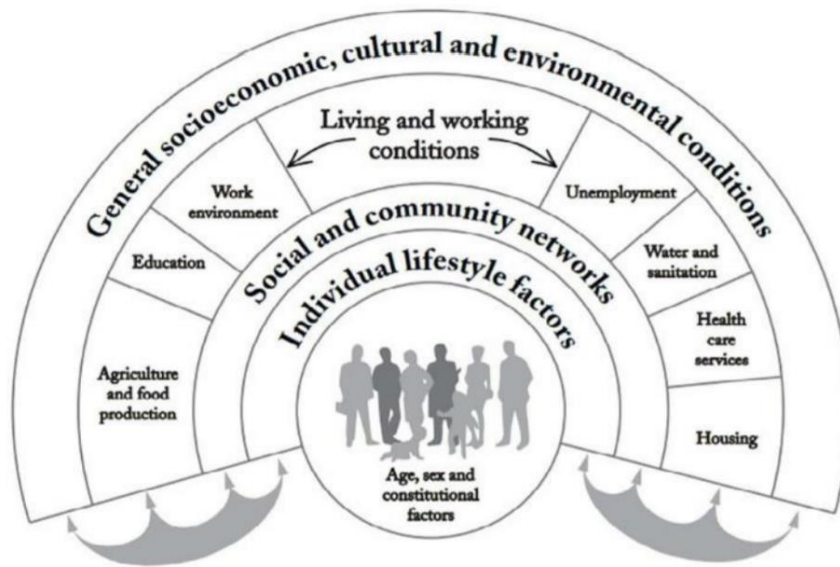 General socioeconomic, cultural and environmental conditions
Living and working
conditions
Work
environment
Unemployment
Education
Water and
sanitation
Agriculture
and food
production
Health
care
services
Housing
Social and community networks
Individual lifestyle factors
Age, sex and
constitutional
factors